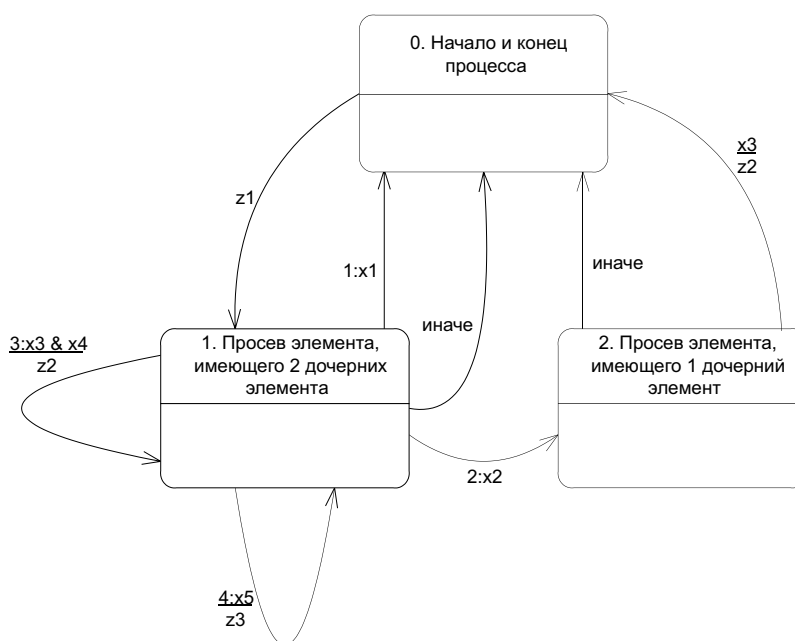 0. Начало и конец
процесса
x3
z2
z1
1:x1
иначе
иначе
3:x3 & x4
z2
1. Просев элемента,
имеющего 2 дочерних
элемента
2. Просев элемента,
имеющего 1 дочерний
элемент
2:x2
4:x5
z3